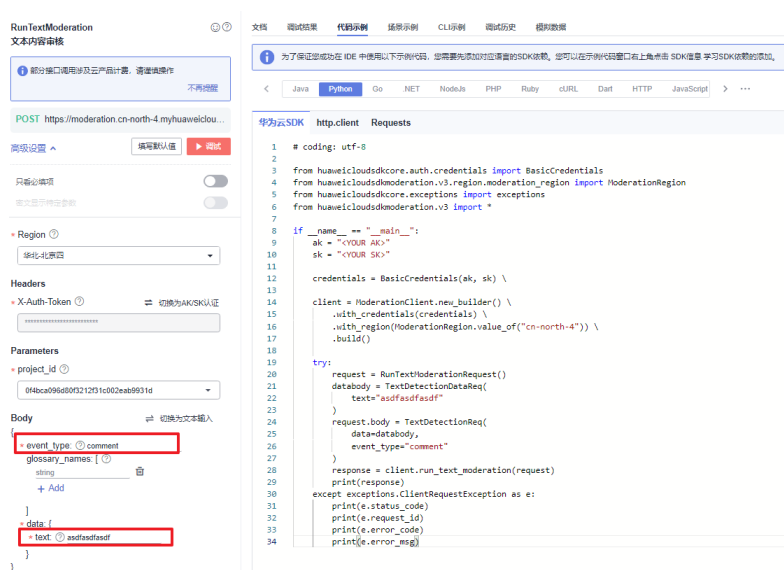 RunTextModeration
文本内容审核
部分接口调用涉及云产品计费，请谨慎操作
不再提醒
POST https://moderation.cn-north-4.myhuaweiclou...
高级设置
填写默认值
调试
只看必填项
* Region
华北-北京四
Headers
* X-Auth-Token
切换为AK/SK认证
************************
Parameters
* project_id
0f4bca096d80f3212f31c002eab9931d
Body
切换为文本输入
{
* event_type: comment
glossary_names: [
string
+ Add
]
* data: {
* text: asdfasdfasdf
}
}
文档 调试结果 代码示例 场景示例 CLI示例 调试历史 模拟数据
为了保证您成功在 IDE 中使用以下示例代码，您需要先添加对应语言的SDK依赖。您可以在示例代码窗口右上角点击 SDK信息 学习SDK依赖的添加。
< Java Python Go .NET NodeJs PHP Ruby cURL Dart HTTP JavaScript > ···
华为云SDK http.client Requests
1 # coding: utf-8
2
3 from huaweicloudsdkcore.auth.credentials import BasicCredentials
4 from huaweicloudsdkmoderation.v3.region.moderation_region import ModerationRegion
5 from huaweicloudsdkcore.exceptions import exceptions
6 from huaweicloudsdkmoderation.v3 import *
7
8 if __name__ == "__main__":
9 ak = "<YOUR AK>"
10 sk = "<YOUR SK>"
11
12 credentials = BasicCredentials(ak, sk) \
13
14 client = ModerationClient.new_builder() \
15 .with_credentials(credentials) \
16 .with_region(ModerationRegion.value_of("cn-north-4")) \
17 .build()
18
19 try:
20 request = RunTextModerationRequest()
21 databody = TextDetectionDataReq(
22 text="asdfasdfasdf"
23 )
24 request.body = TextDetectionReq(
25 data=databody,
26 event_type="comment"
27 )
28 response = client.run_text_moderation(request)
29 print(response)
30 except exceptions.ClientRequestException as e:
31 print(e.status_code)
32 print(e.request_id)
33 print(e.error_code)
34 print(e.error_msg)